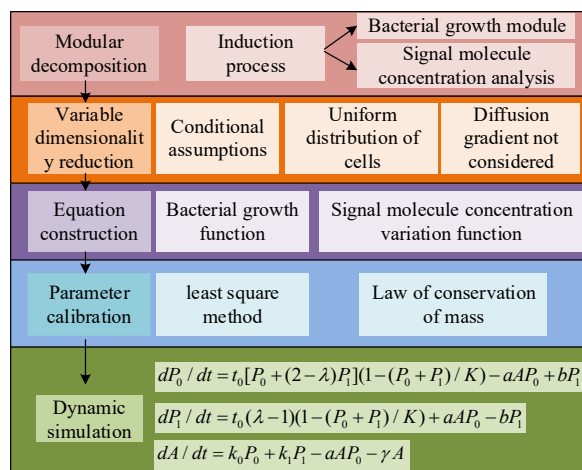 Modular
decomposition
Induction
process
Bacterial growth module
Signal molecule
concentration analysis
Variable
dimensionalit
y reduction
Conditional
assumptions
Uniform
distribution of
cells
Diffusion
gradient not
considered
Equation
construction
Bacterial growth
function
Signal molecule concentration
variation function
Parameter
calibration
least square
method
Law of conservation
of mass
Dynamic
simulation
dP₀ / dt = t₀[P₀ + (2 − λ)P₁](1 − (P₀ + P₁) / K) − aAP₀ + bP₁
dP₁ / dt = t₀(λ − 1)(1 − (P₀ + P₁) / K) + aAP₀ − bP₁
dA / dt = k₀P₀ + k₁P₁ − aAP₀ − γA